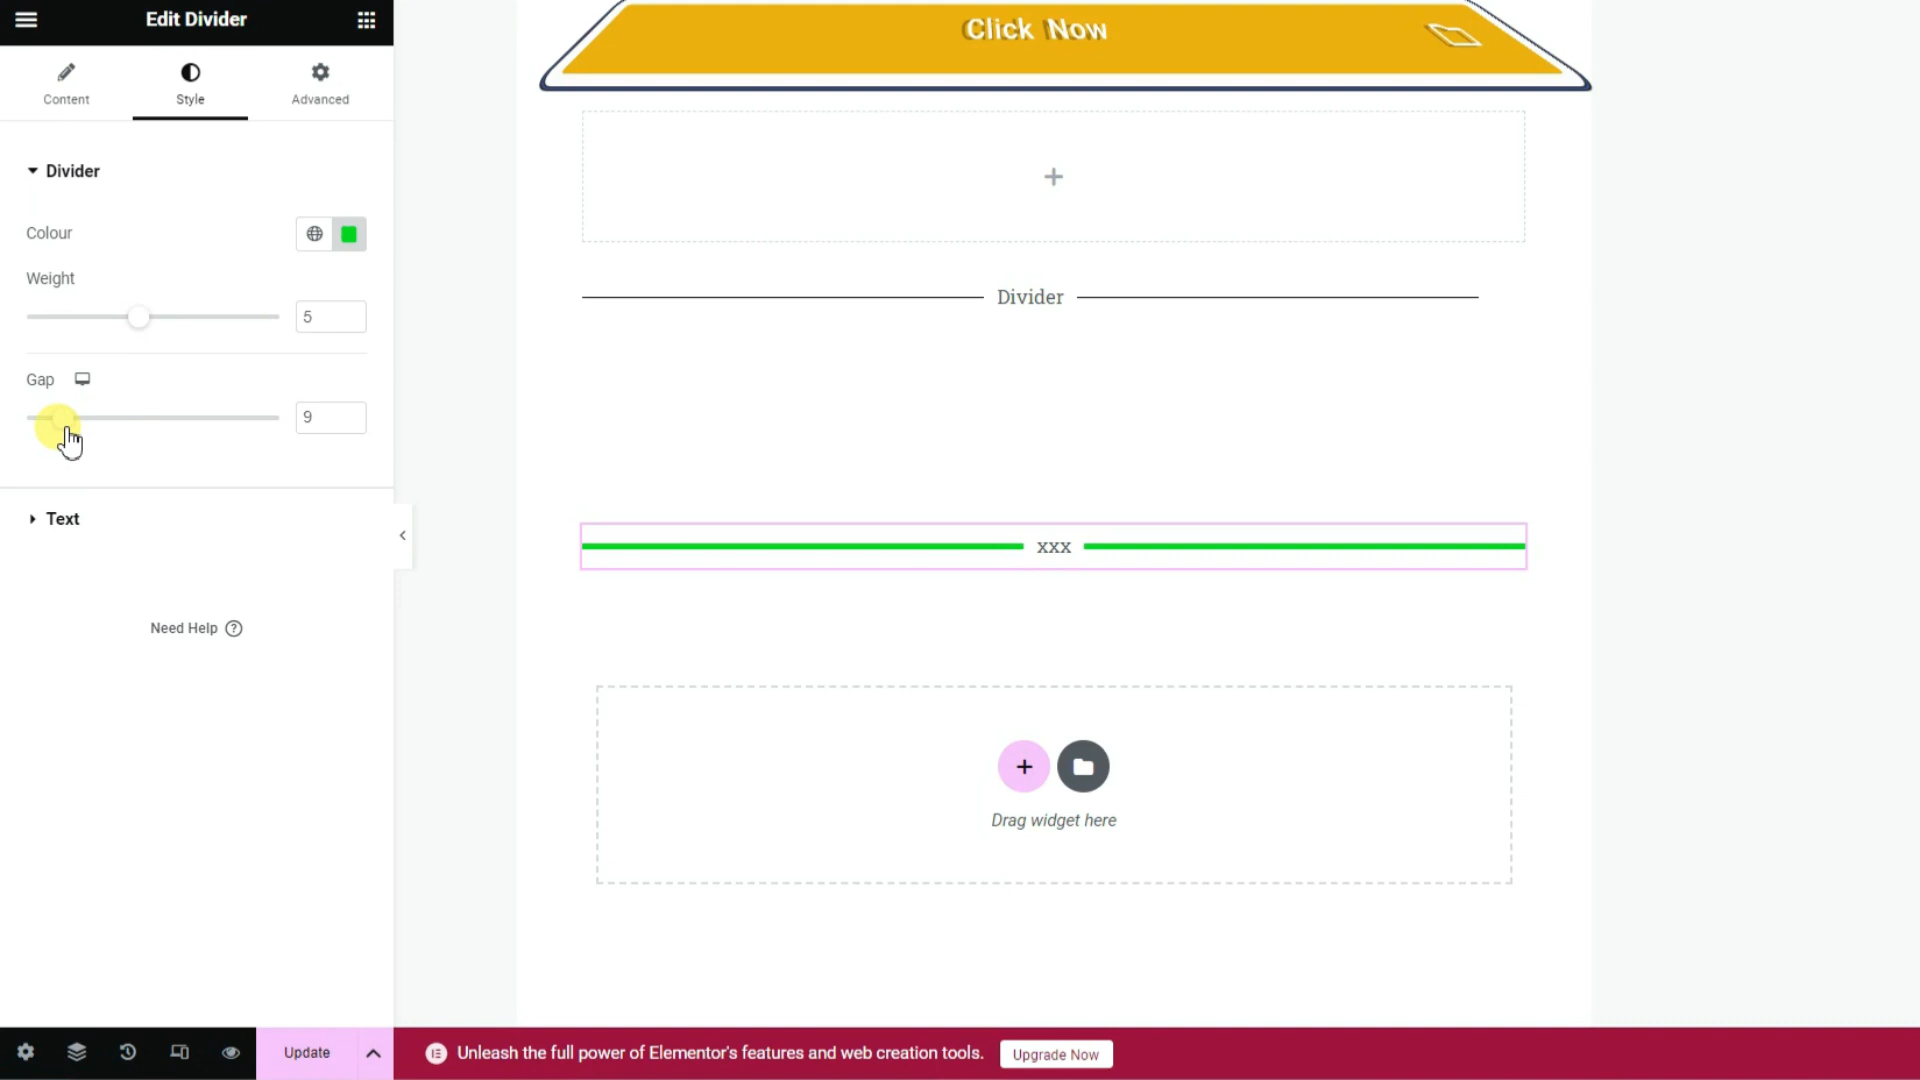 Edit Divider
Content
Style
Advanced
Divider
Colour
Weight
5
Gap
9
Text
Need Help
Click Now
Divider
xxx
Drag widget here
Update
Unleash the full power of Elementor's features and web creation tools.
Upgrade Now